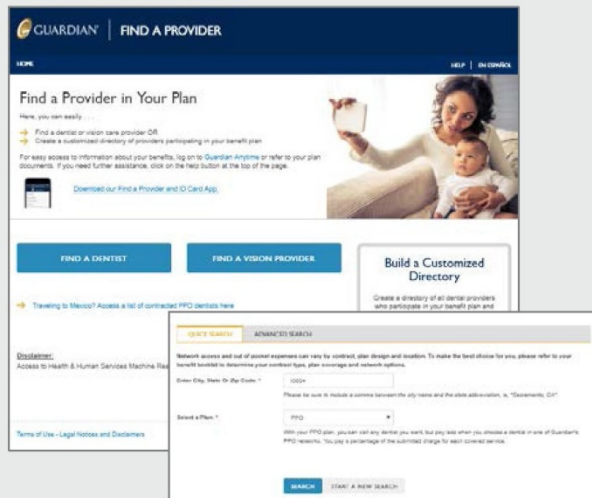 GUARDIAN® FIND A PROVIDER
HOME
HELP | EN ESPAÑOL
Find a Provider in Your Plan
Here, you can easily . . .
→ Find a dentist or vision care provider OR
→ Create a customized directory of providers participating in your benefit plan
For easy access to information about your benefits, log on to Guardian Anytime or refer to your plan
documents. If you need further assistance, click on the help button at the top of the page.
Download our Find a Provider and ID Card App.
FIND A DENTIST
FIND A VISION PROVIDER
Build a Customized
Directory
Create a directory of all dental providers
who participate in your benefit plan and
→ Traveling to Mexico? Access a list of contracted PPO dentists here
Disclaimer:
Access to Health & Human Services Machine Rea
Terms of Use - Legal Notices and Disclaimers
QUICK SEARCH
ADVANCED SEARCH
Network access and out of pocket expenses can vary by contract, plan design and location. To make the best choice for you, please refer to your
benefit booklet to determine your contract type, plan coverage and network options.
Enter City, State Or Zip Code: *
Please be sure to include a comma between the city name and the state abbreviation, ie, "Sacramento, CA"
Select a Plan: *
PPO
With your PPO plan, you can visit any dentist you want, but pay less when you choose a dentist in one of Guardian's
PPO networks. You pay a percentage of the submitted charge for each covered service.
SEARCH
START A NEW SEARCH